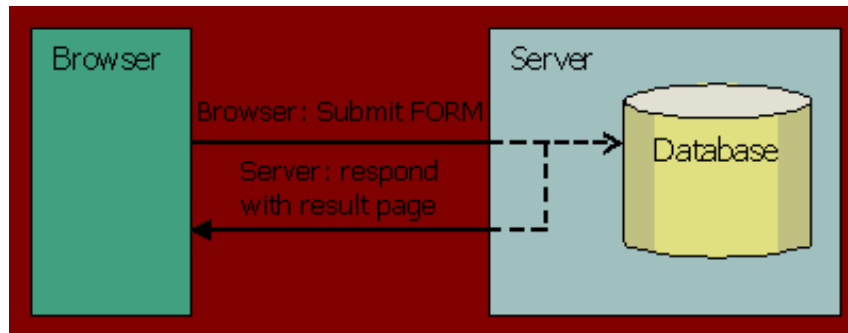 Browser
Server
Browser: Submit FORM
Database
Server: respond
with result page